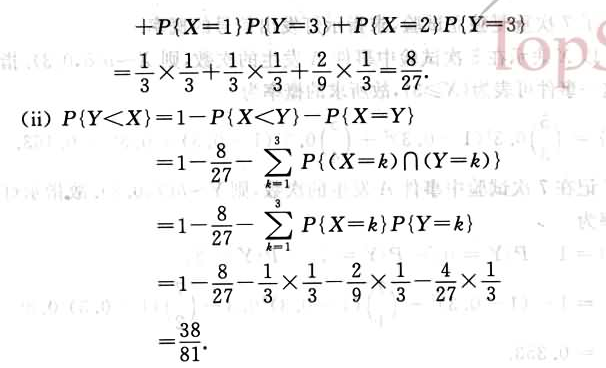 +P{X=1}P{Y=3}+P{X=2}P{Y=3}
=1/3×1/3+1/3×1/3+2/9×1/3=8/27.
(ii) P{Y<X}=1-P{X<Y}-P{X=Y}
=1-8/27-∑_{k=1}^{3} P{(X=k)∩(Y=k)}
=1-8/27-∑_{k=1}^{3} P{X=k}P{Y=k}
=1-8/27-1/3×1/3-2/9×1/3-4/27×1/3
=38/81.